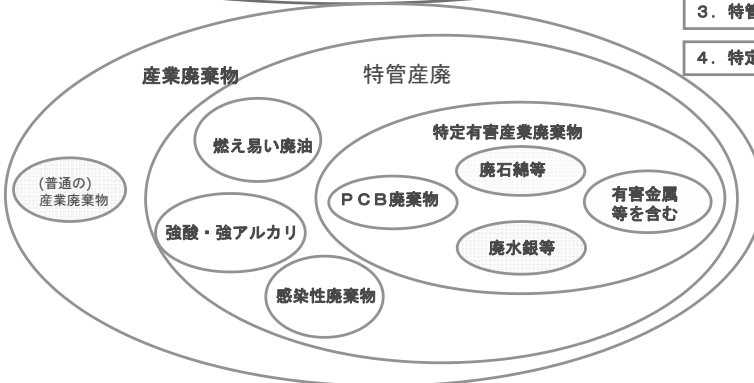 3．特管
4．特定
産業廃棄物
特管産廃
燃え易い廃油
特定有害産業廃棄物
廃石綿等
(普通の)
産業廃棄物
ＰＣＢ廃棄物
有害金属
等を含む
強酸・強アルカリ
廃水銀等
感染性廃棄物